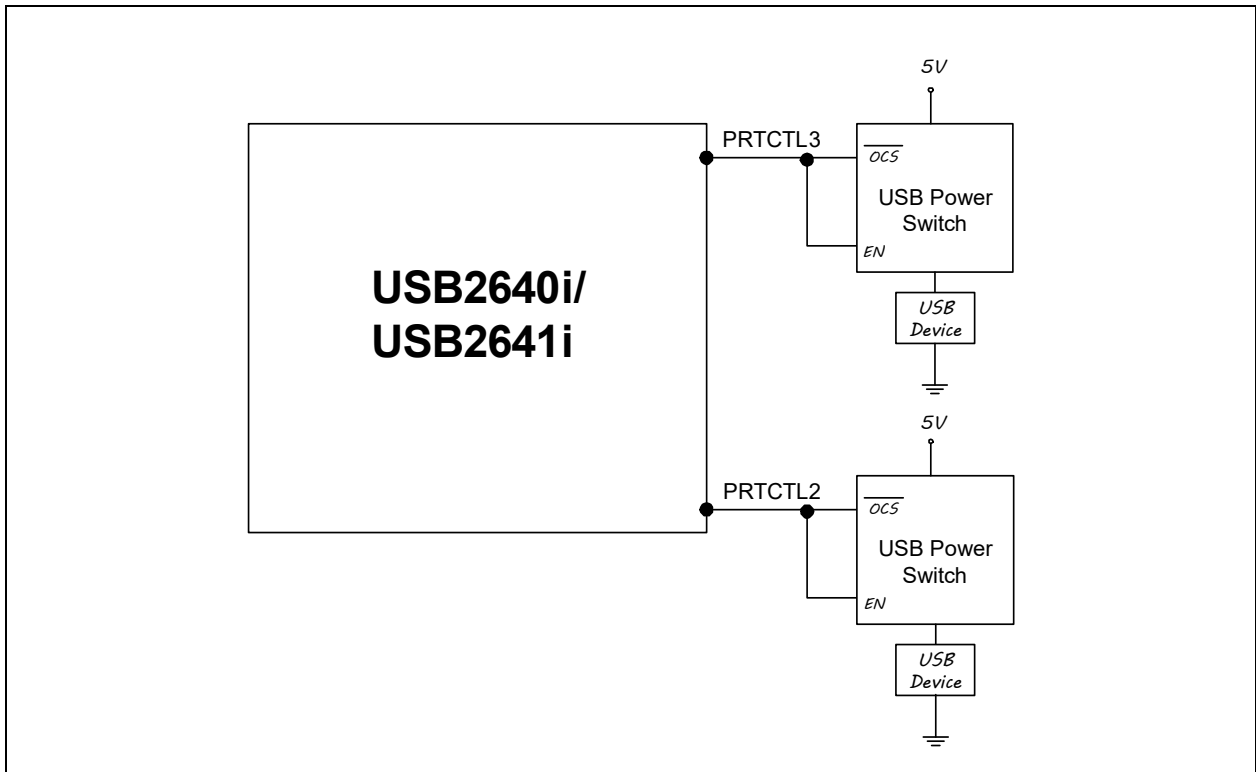 5V
PRTCTL3
OCS
USB Power
Switch
EN
USB
Device
USB2640i/
USB2641i
5V
PRTCTL2
OCS
USB Power
Switch
EN
USB
Device